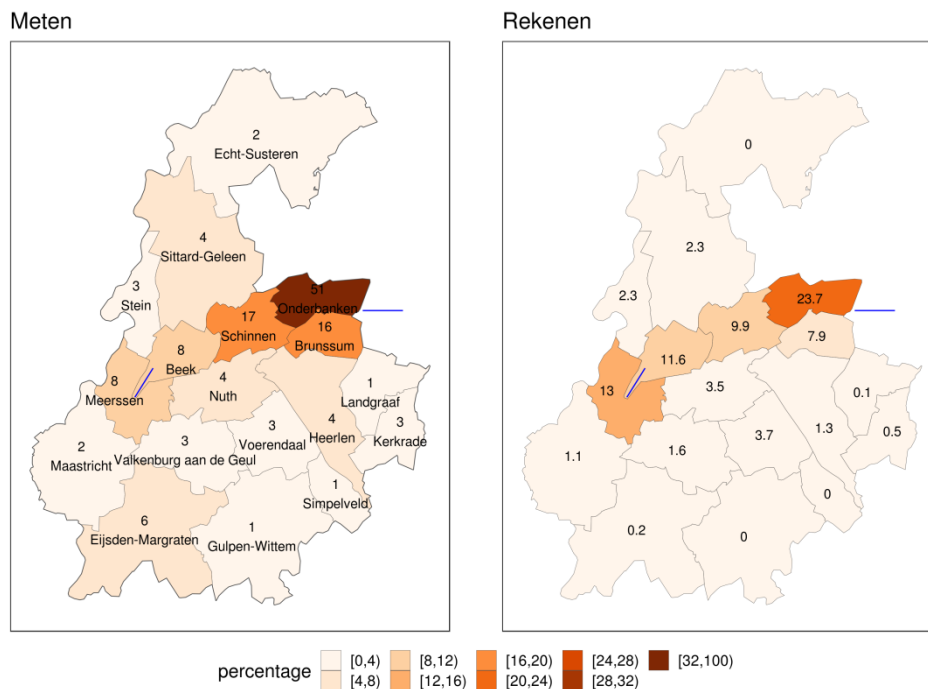 Meten
2
Echt-Susteren
4
Sittard-Geleen
3
Stein
51
Onderbanken
17
Schinnen
16
Brunssum
8
Beek
8
Meerssen
4
Nuth
1
Landgraaf
3
Kerkrade
4
Heerlen
3
Voerendaal
3
Valkenburg aan de Geul
2
Maastricht
1
Simpelveld
6
Eijsden-Margraten
1
Gulpen-Wittem
Rekenen
0
2.3
2.3
23.7
9.9
7.9
11.6
13
3.5
0.1
0.5
1.3
3.7
1.6
1.1
0
0.2
0
percentage
[0,4) [8,12) [16,20) [24,28) [32,100)
[4,8) [12,16) [20,24) [28,32)